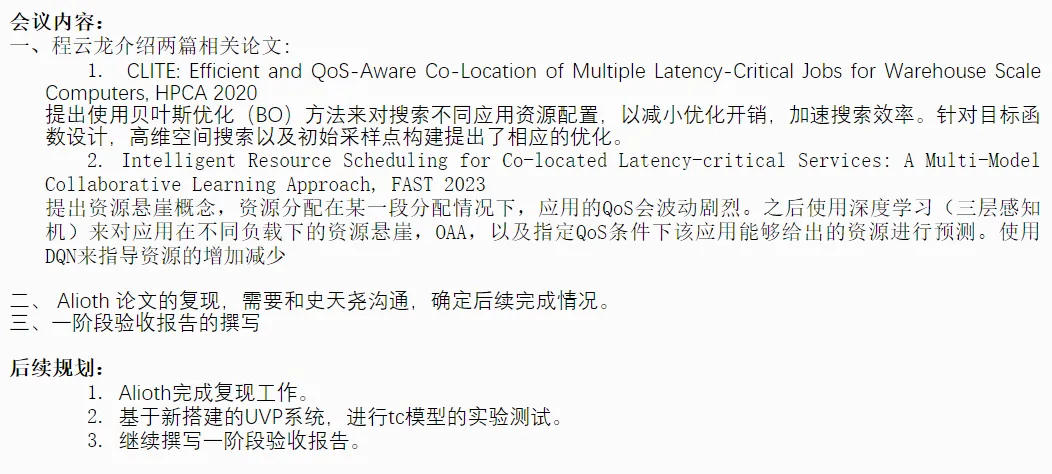 会议内容：
一、程云龙介绍两篇相关论文：
1. CLITE: Efficient and QoS-Aware Co-Location of Multiple Latency-Critical Jobs for Warehouse Scale
Computers, HPCA 2020
提出使用贝叶斯优化（BO）方法来对搜索不同应用资源配置，以减小优化开销，加速搜索效率。针对目标函
数设计，高维空间搜索以及初始采样点构建提出了相应的优化。
2. Intelligent Resource Scheduling for Co-located Latency-critical Services: A Multi-Model
Collaborative Learning Approach, FAST 2023
提出资源悬崖概念，资源分配在某一段分配情况下，应用的QoS会波动剧烈。之后使用深度学习（三层感知
机）来对应用在不同负载下的资源悬崖，OAA，以及指定QoS条件下该应用能够给出的资源进行预测。使用
DQN来指导资源的增加减少
二、 Alioth 论文的复现，需要和史天尧沟通，确定后续完成情况。
三、一阶段验收报告的撰写
后续规划：
1. Alioth完成复现工作。
2. 基于新搭建的UVP系统，进行tc模型的实验测试。
3. 继续撰写一阶段验收报告。